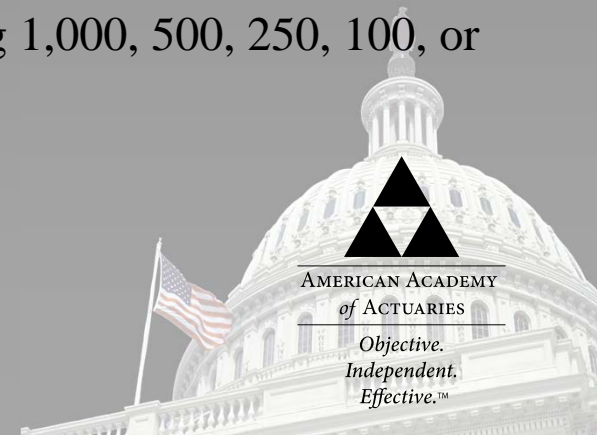 1,000, 500, 250, 100, or
AMERICAN ACADEMY
of ACTUARIES
Objective.
Independent.
Effective.™